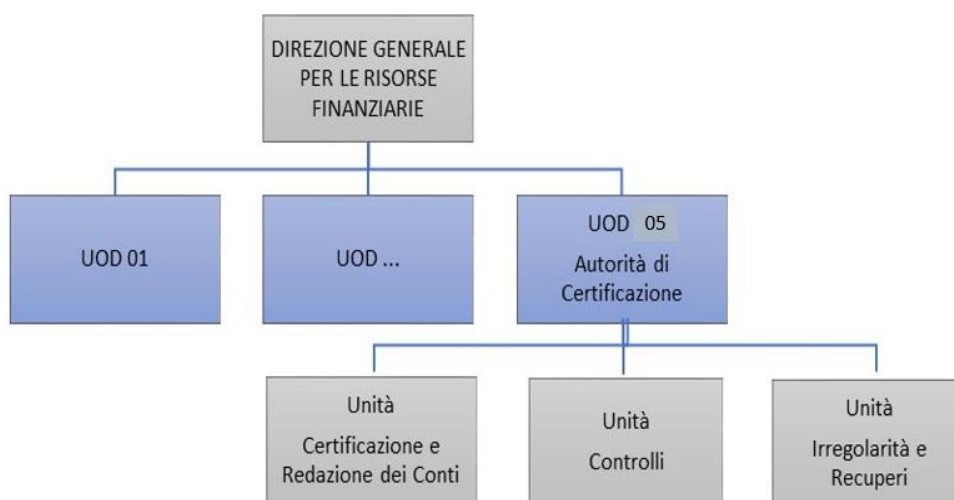 DIREZIONE GENERALE
PER LE RISORSE
FINANZIARIE
UOD 01
UOD ...
UOD 05
Autorità di
Certificazione
Unità
Certificazione e
Redazione dei Conti
Unità
Controlli
Unità
Irregolarità e
Recuperi